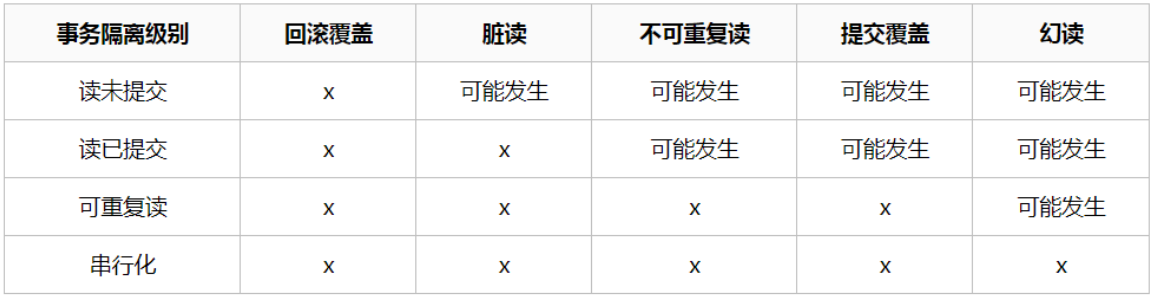 事务隔离级别 回滚覆盖 脏读 不可重复读 提交覆盖 幻读
读未提交 x 可能发生 可能发生 可能发生 可能发生
读已提交 x x 可能发生 可能发生 可能发生
可重复读 x x x x 可能发生
串行化 x x x x x